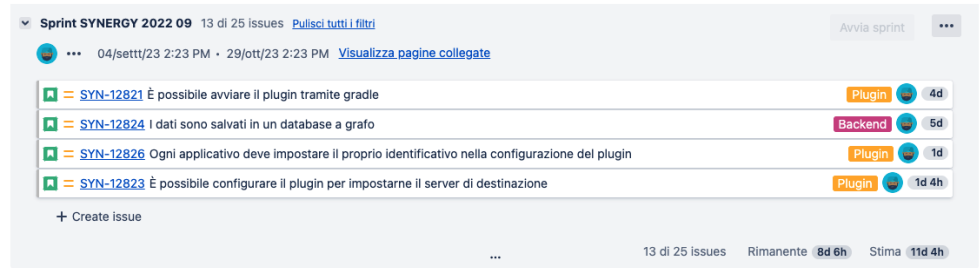 Sprint SYNERGY 2022 09 13 di 25 issues Pulisci tutti i filtri Avvia sprint ...
... 04/sett/23 2:23 PM • 29/ott/23 2:23 PM Visualizza pagine collegate
SYN-12821 È possibile avviare il plugin tramite gradle Plugin 4d
SYN-12824 I dati sono salvati in un database a grafo Backend 5d
SYN-12826 Ogni applicativo deve impostare il proprio identificativo nella configurazione del plugin Plugin 1d
SYN-12823 È possibile configurare il plugin per impostarne il server di destinazione Plugin 1d 4h
+ Create issue
... 13 di 25 issues Rimanente 8d 6h Stima 11d 4h